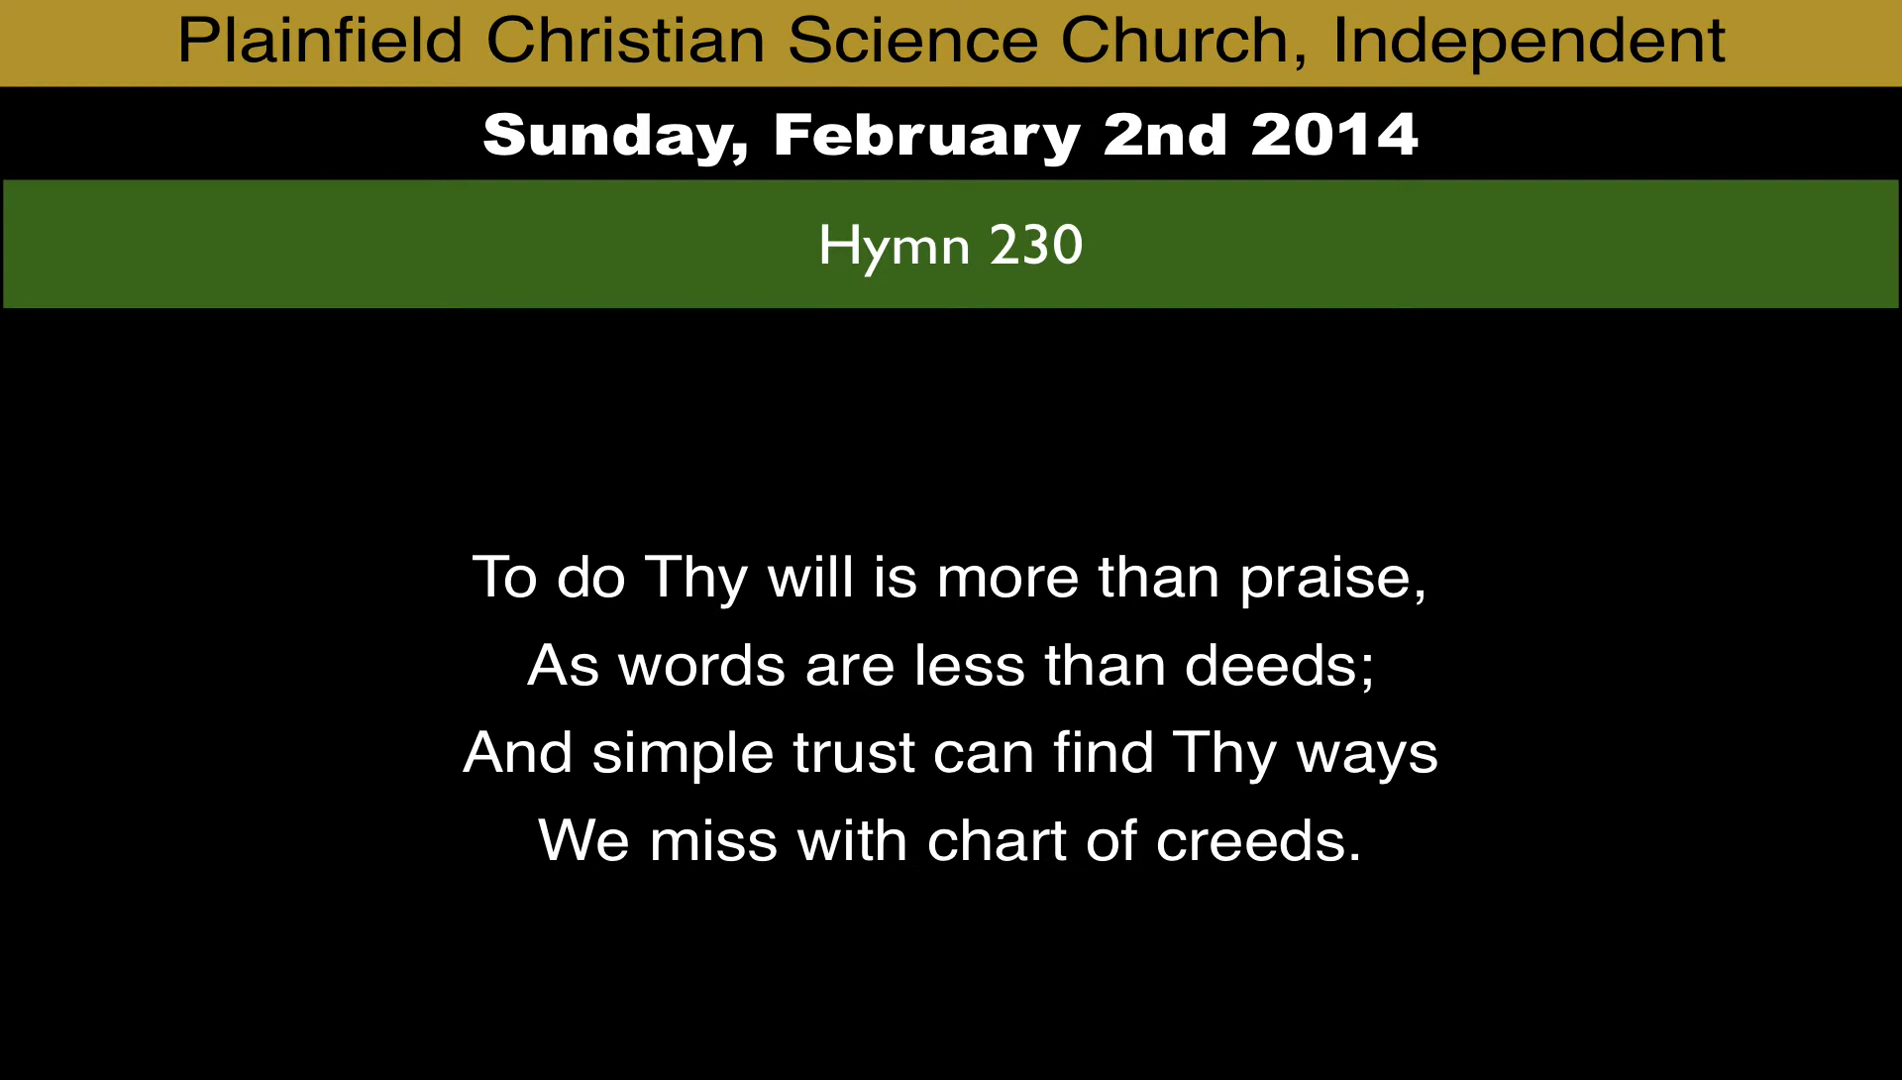 Plainfield Christian Science Church, Independent
Sunday, February 2nd 2014
Hymn 230
To do Thy will is more than praise,
As words are less than deeds;
And simple trust can find Thy ways
We miss with chart of creeds.